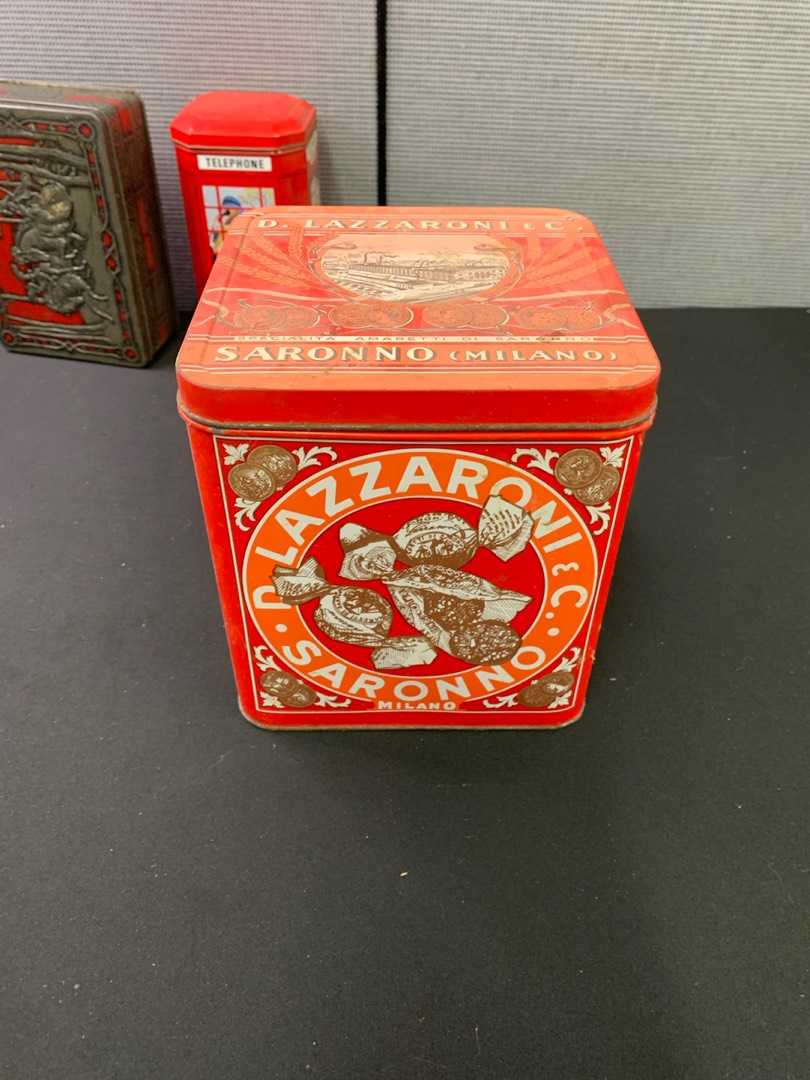 TELEPHONE
D. LAZZARONI & C.
SPECIALITÀ AMARETTI DI SARONNO
SARONNO (MILANO)
D. LAZZARONI & C.
SARONNO
MILANO